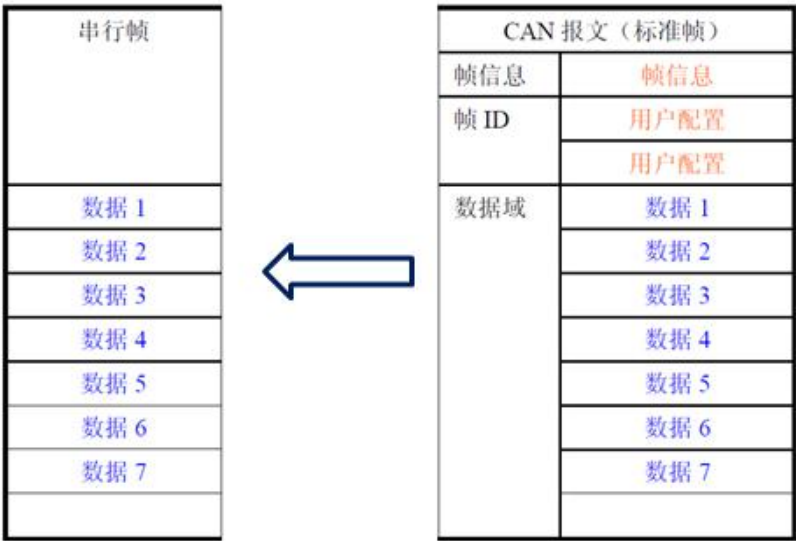 串行帧
数据 1
数据 2
数据 3
数据 4
数据 5
数据 6
数据 7
CAN 报文（标准帧）
帧信息 帧信息
帧 ID 用户配置
用户配置
数据域 数据 1
数据 2
数据 3
数据 4
数据 5
数据 6
数据 7